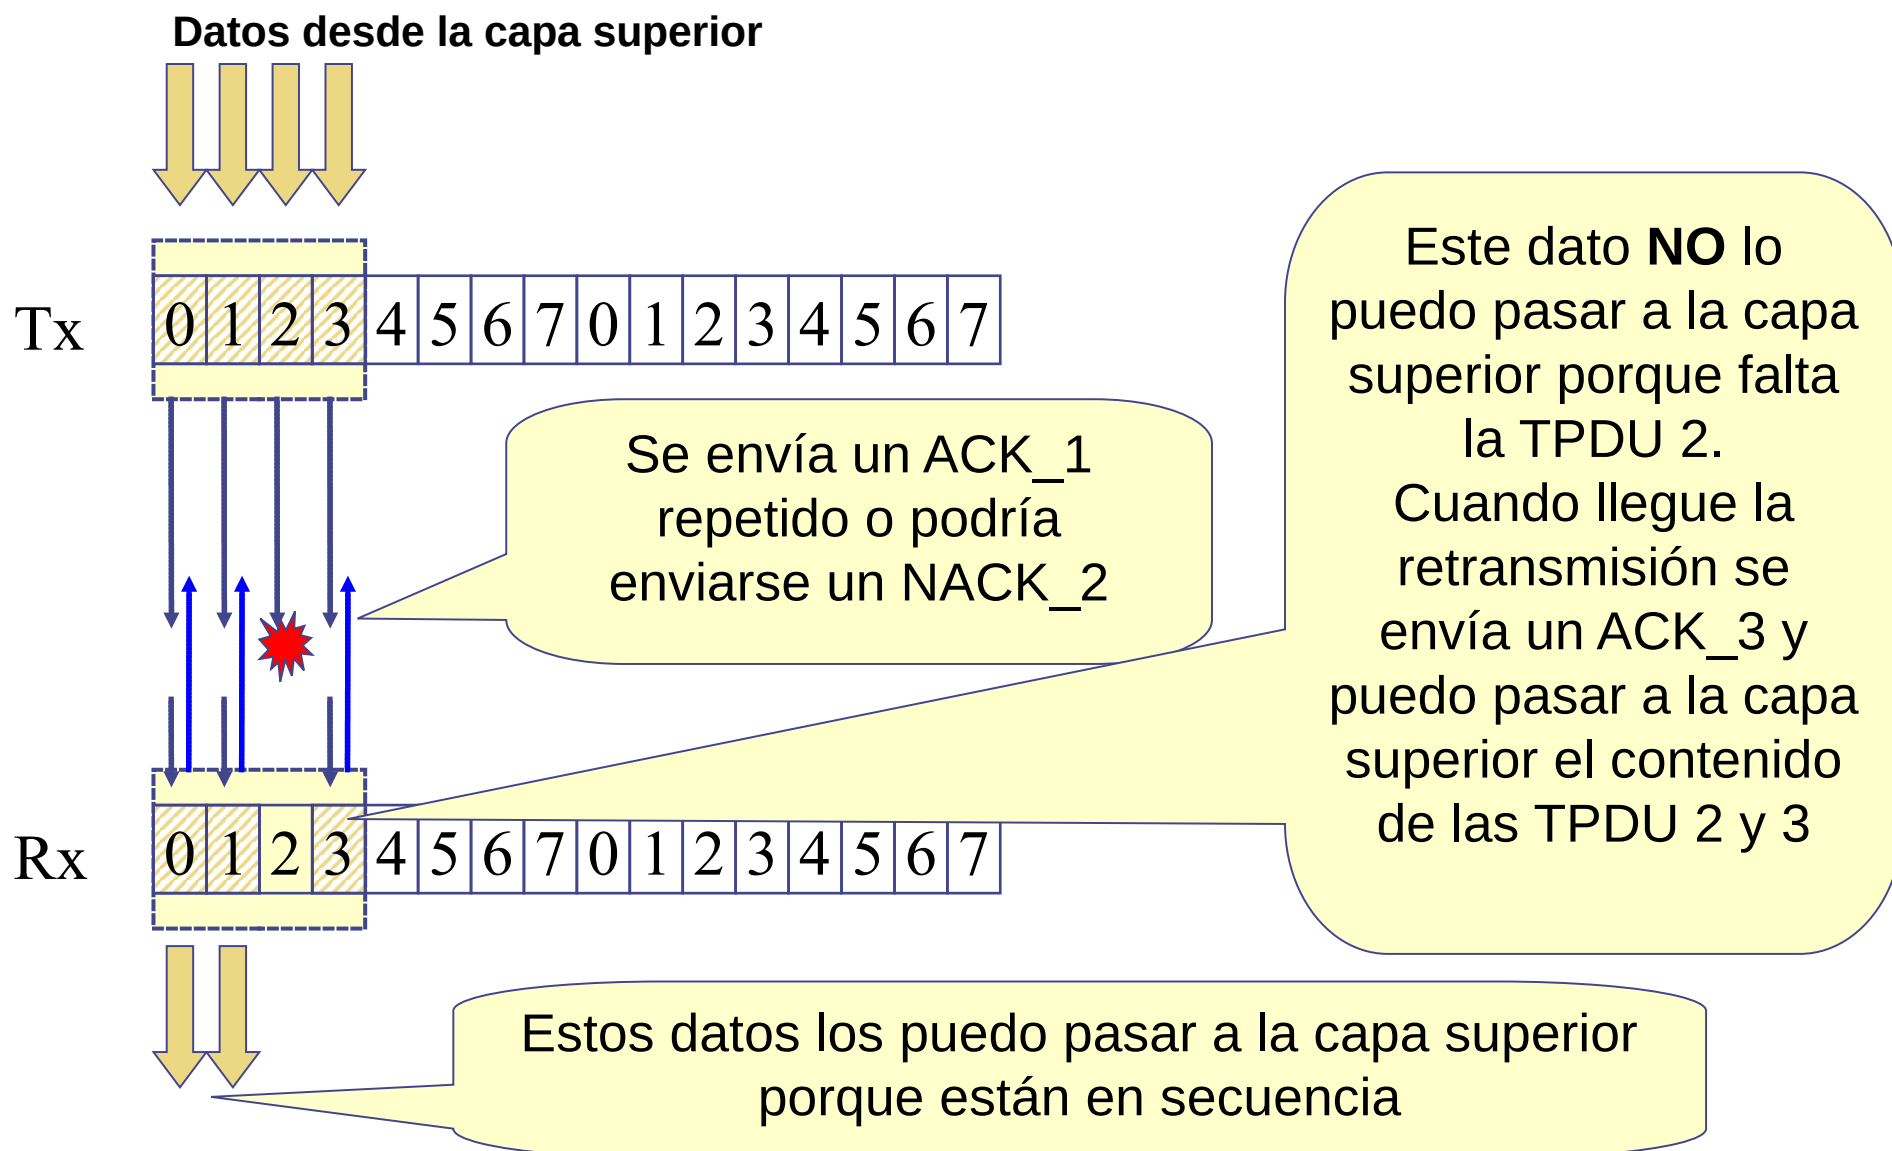 Datos desde la capa superior
Tx
0 1 2 3 4 5 6 7 0 1 2 3 4 5 6 7
Se envía un ACK_1
repetido o podría
enviarse un NACK_2
Este dato NO lo
puedo pasar a la capa
superior porque falta
la TPDU 2.
Cuando llegue la
retransmisión se
envía un ACK_3 y
puedo pasar a la capa
superior el contenido
de las TPDU 2 y 3
Rx
0 1 2 3 4 5 6 7 0 1 2 3 4 5 6 7
Estos datos los puedo pasar a la capa superior
porque están en secuencia